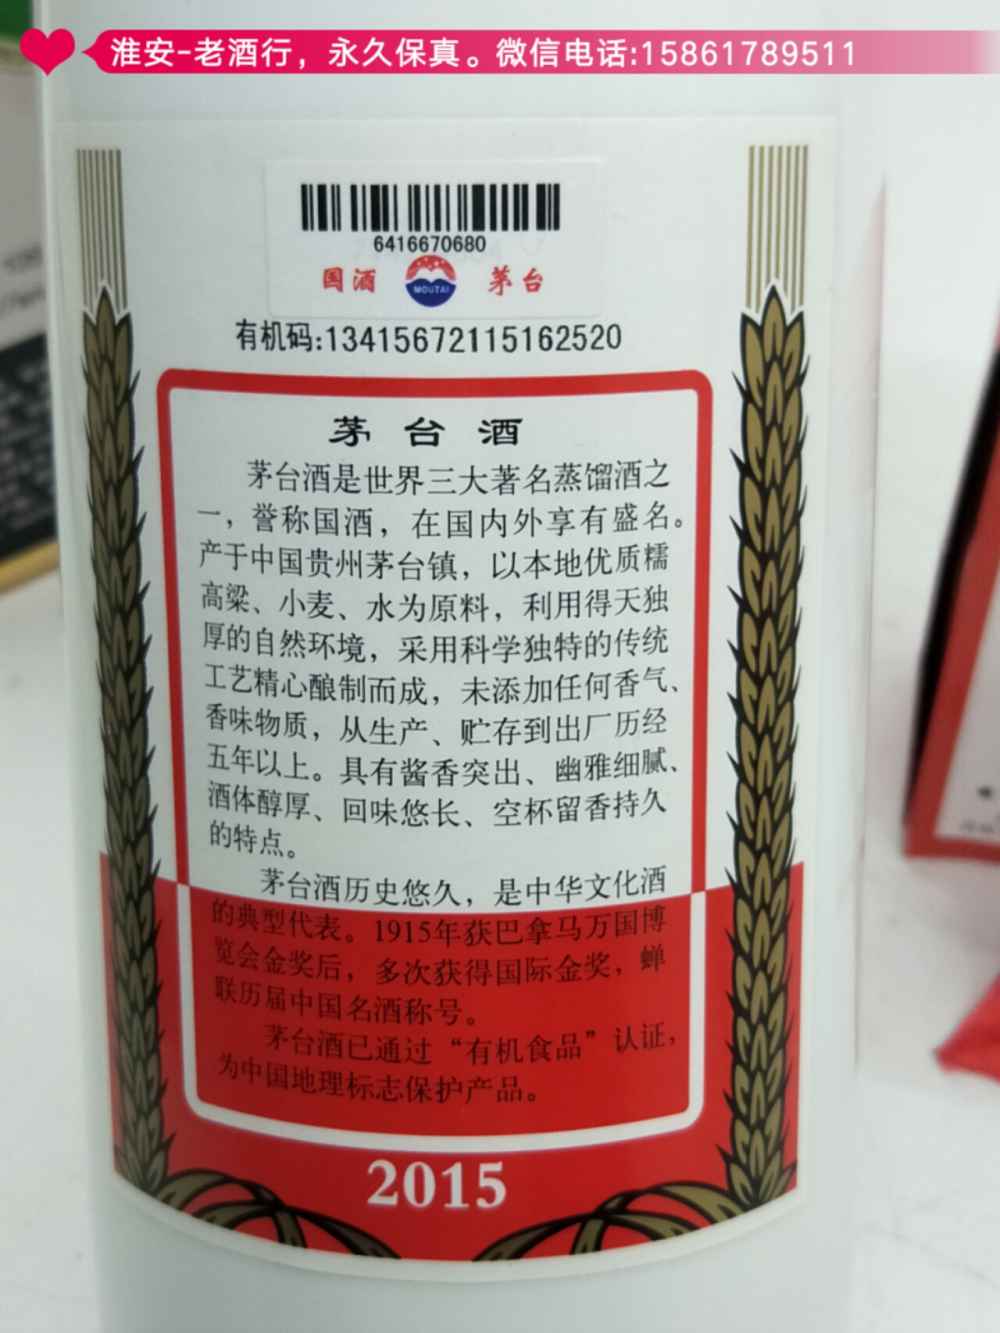 淮安-老酒行，永久保真。微信电话:15861789511
6416670680
国酒 MOUTAI 茅台
有机码:13415672115162520
茅台酒
茅台酒是世界三大著名蒸馏酒之
一，誉称国酒，在国内外享有盛名。
产于中国贵州茅台镇，以本地优质糯
高粱、小麦、水为原料，利用得天独
厚的自然环境，采用科学独特的传统
工艺精心酿制而成，未添加任何香气、
香味物质，从生产、贮存到出厂历经
五年以上。具有酱香突出、幽雅细腻、
酒体醇厚、回味悠长、空杯留香持久
的特点。
茅台酒历史悠久，是中华文化酒
的典型代表。1915年获巴拿马万国博
览会金奖后，多次获得国际金奖，蝉
联历届中国名酒称号。
茅台酒已通过“有机食品”认证，
为中国地理标志保护产品。
2015